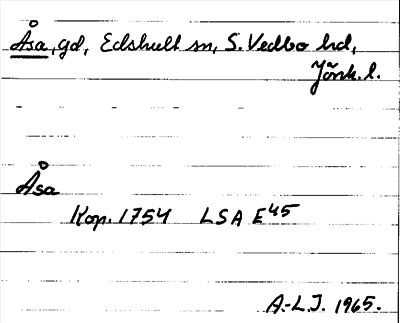 Åsa, gd, Edshult sn, S. Vedbo hd,
Jönk. l.
Åsa
Kop. 1754 LSA E45
A.-L.J. 1965.